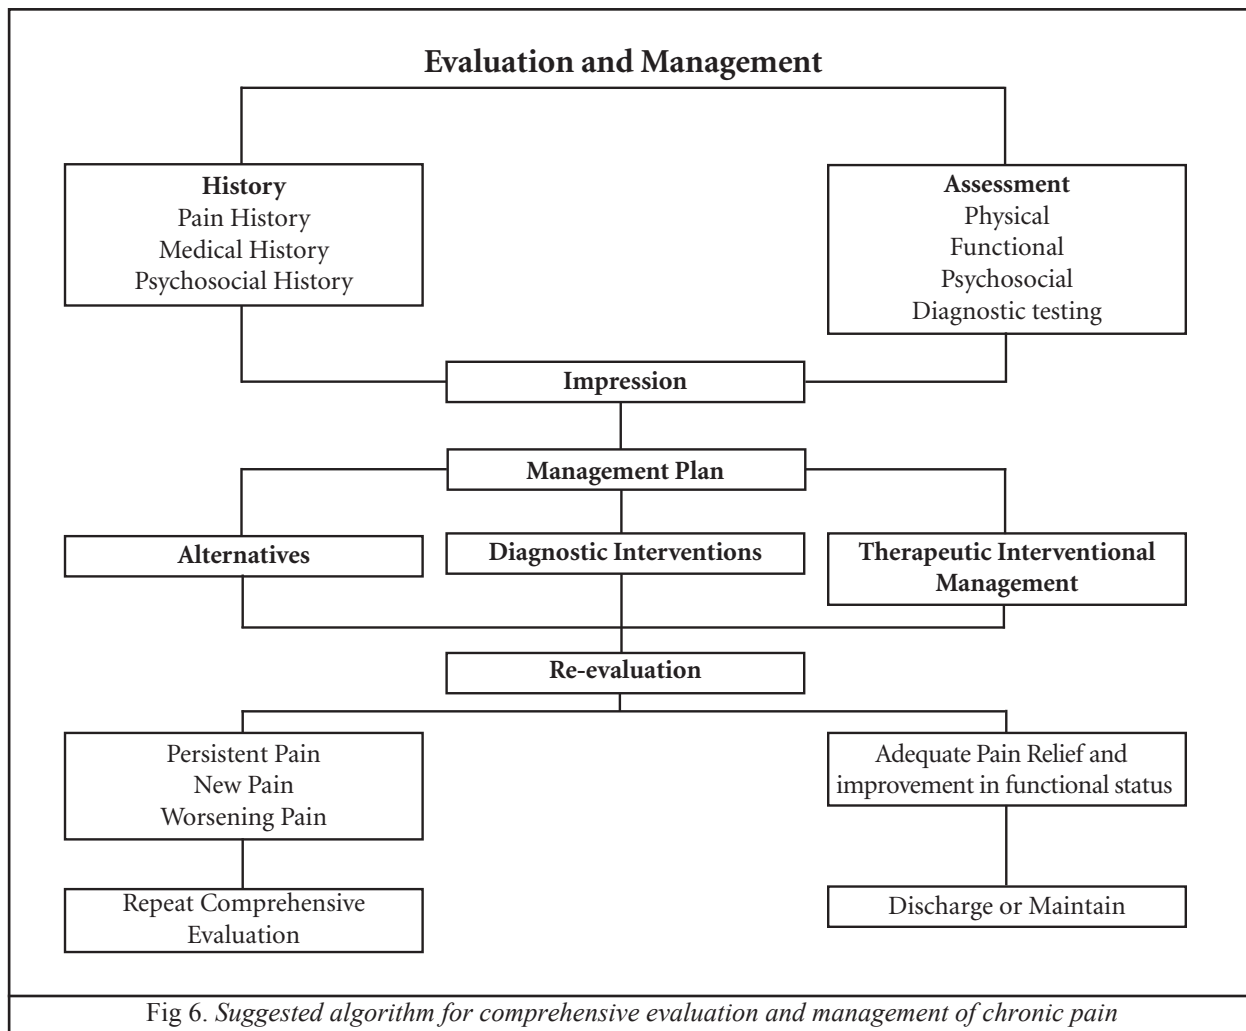 Evaluation and Management
History
Pain History
Medical History
Psychosocial History
Assessment
Physical
Functional
Psychosocial
Diagnostic testing
Impression
Management Plan
Alternatives
Diagnostic Interventions
Therapeutic Interventional
Management
Re-evaluation
Persistent Pain
New Pain
Worsening Pain
Adequate Pain Relief and
improvement in functional status
Repeat Comprehensive
Evaluation
Discharge or Maintain
Fig 6. Suggested algorithm for comprehensive evaluation and management of chronic pain